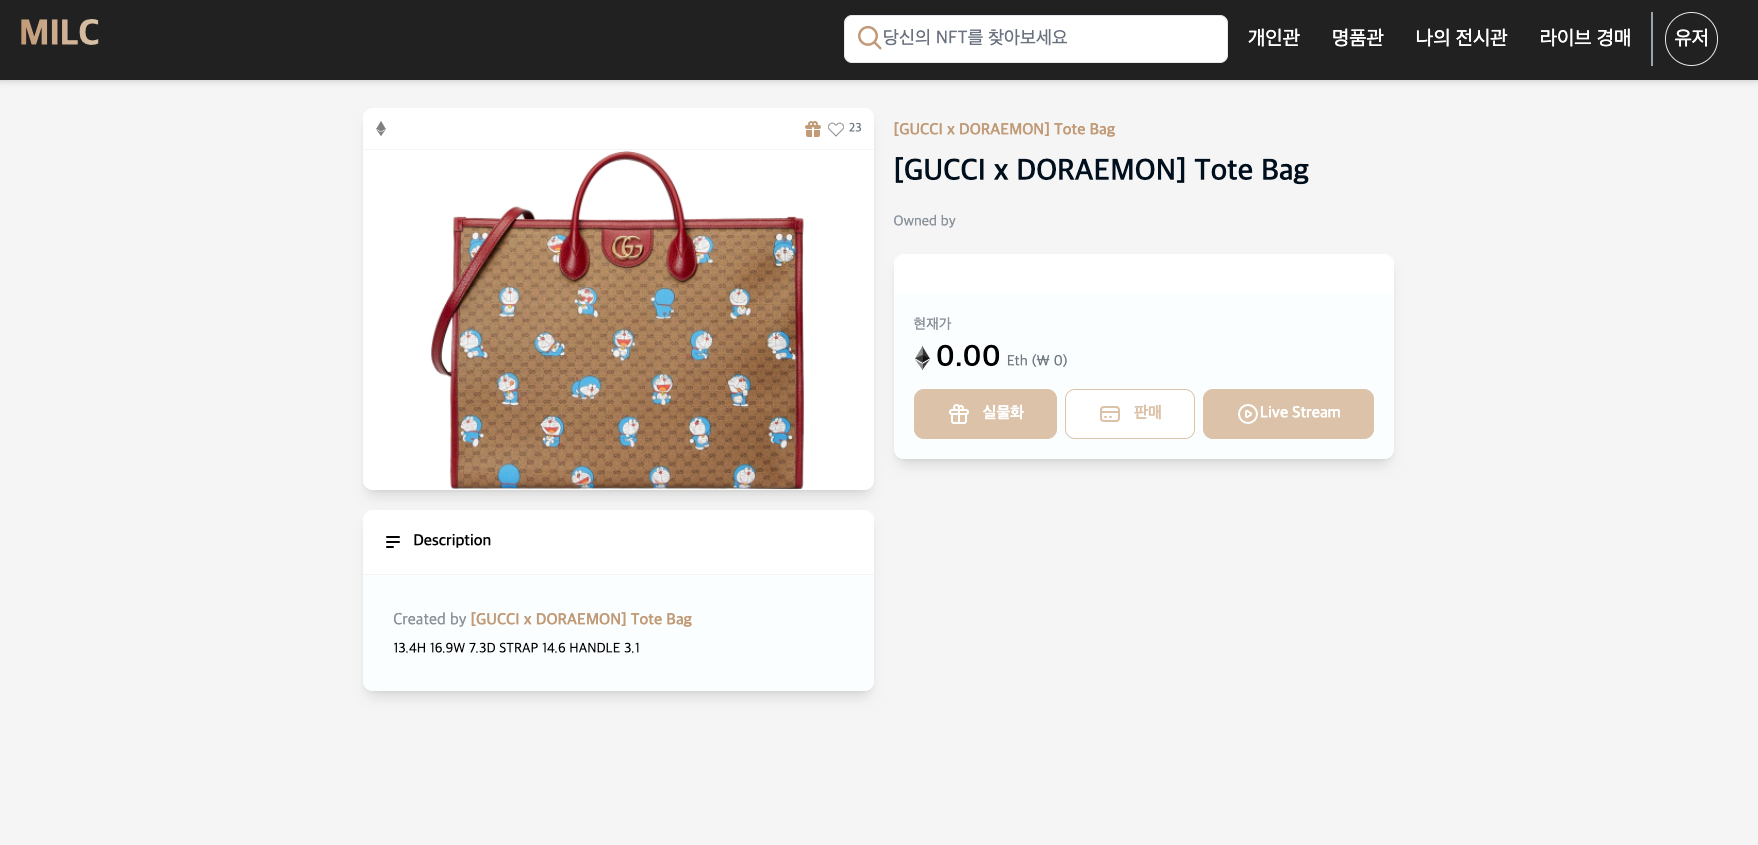 MILC
당신의 NFT를 찾아보세요
개인관
명품관
나의 전시관
라이브 경매
유저
23
[GUCCI x DORAEMON] Tote Bag
[GUCCI x DORAEMON] Tote Bag
Owned by
현재가
0.00 Eth (₩ 0)
실물화
판매
Live Stream
Description
Created by [GUCCI x DORAEMON] Tote Bag
13.4H 16.9W 7.3D STRAP 14.6 HANDLE 3.1